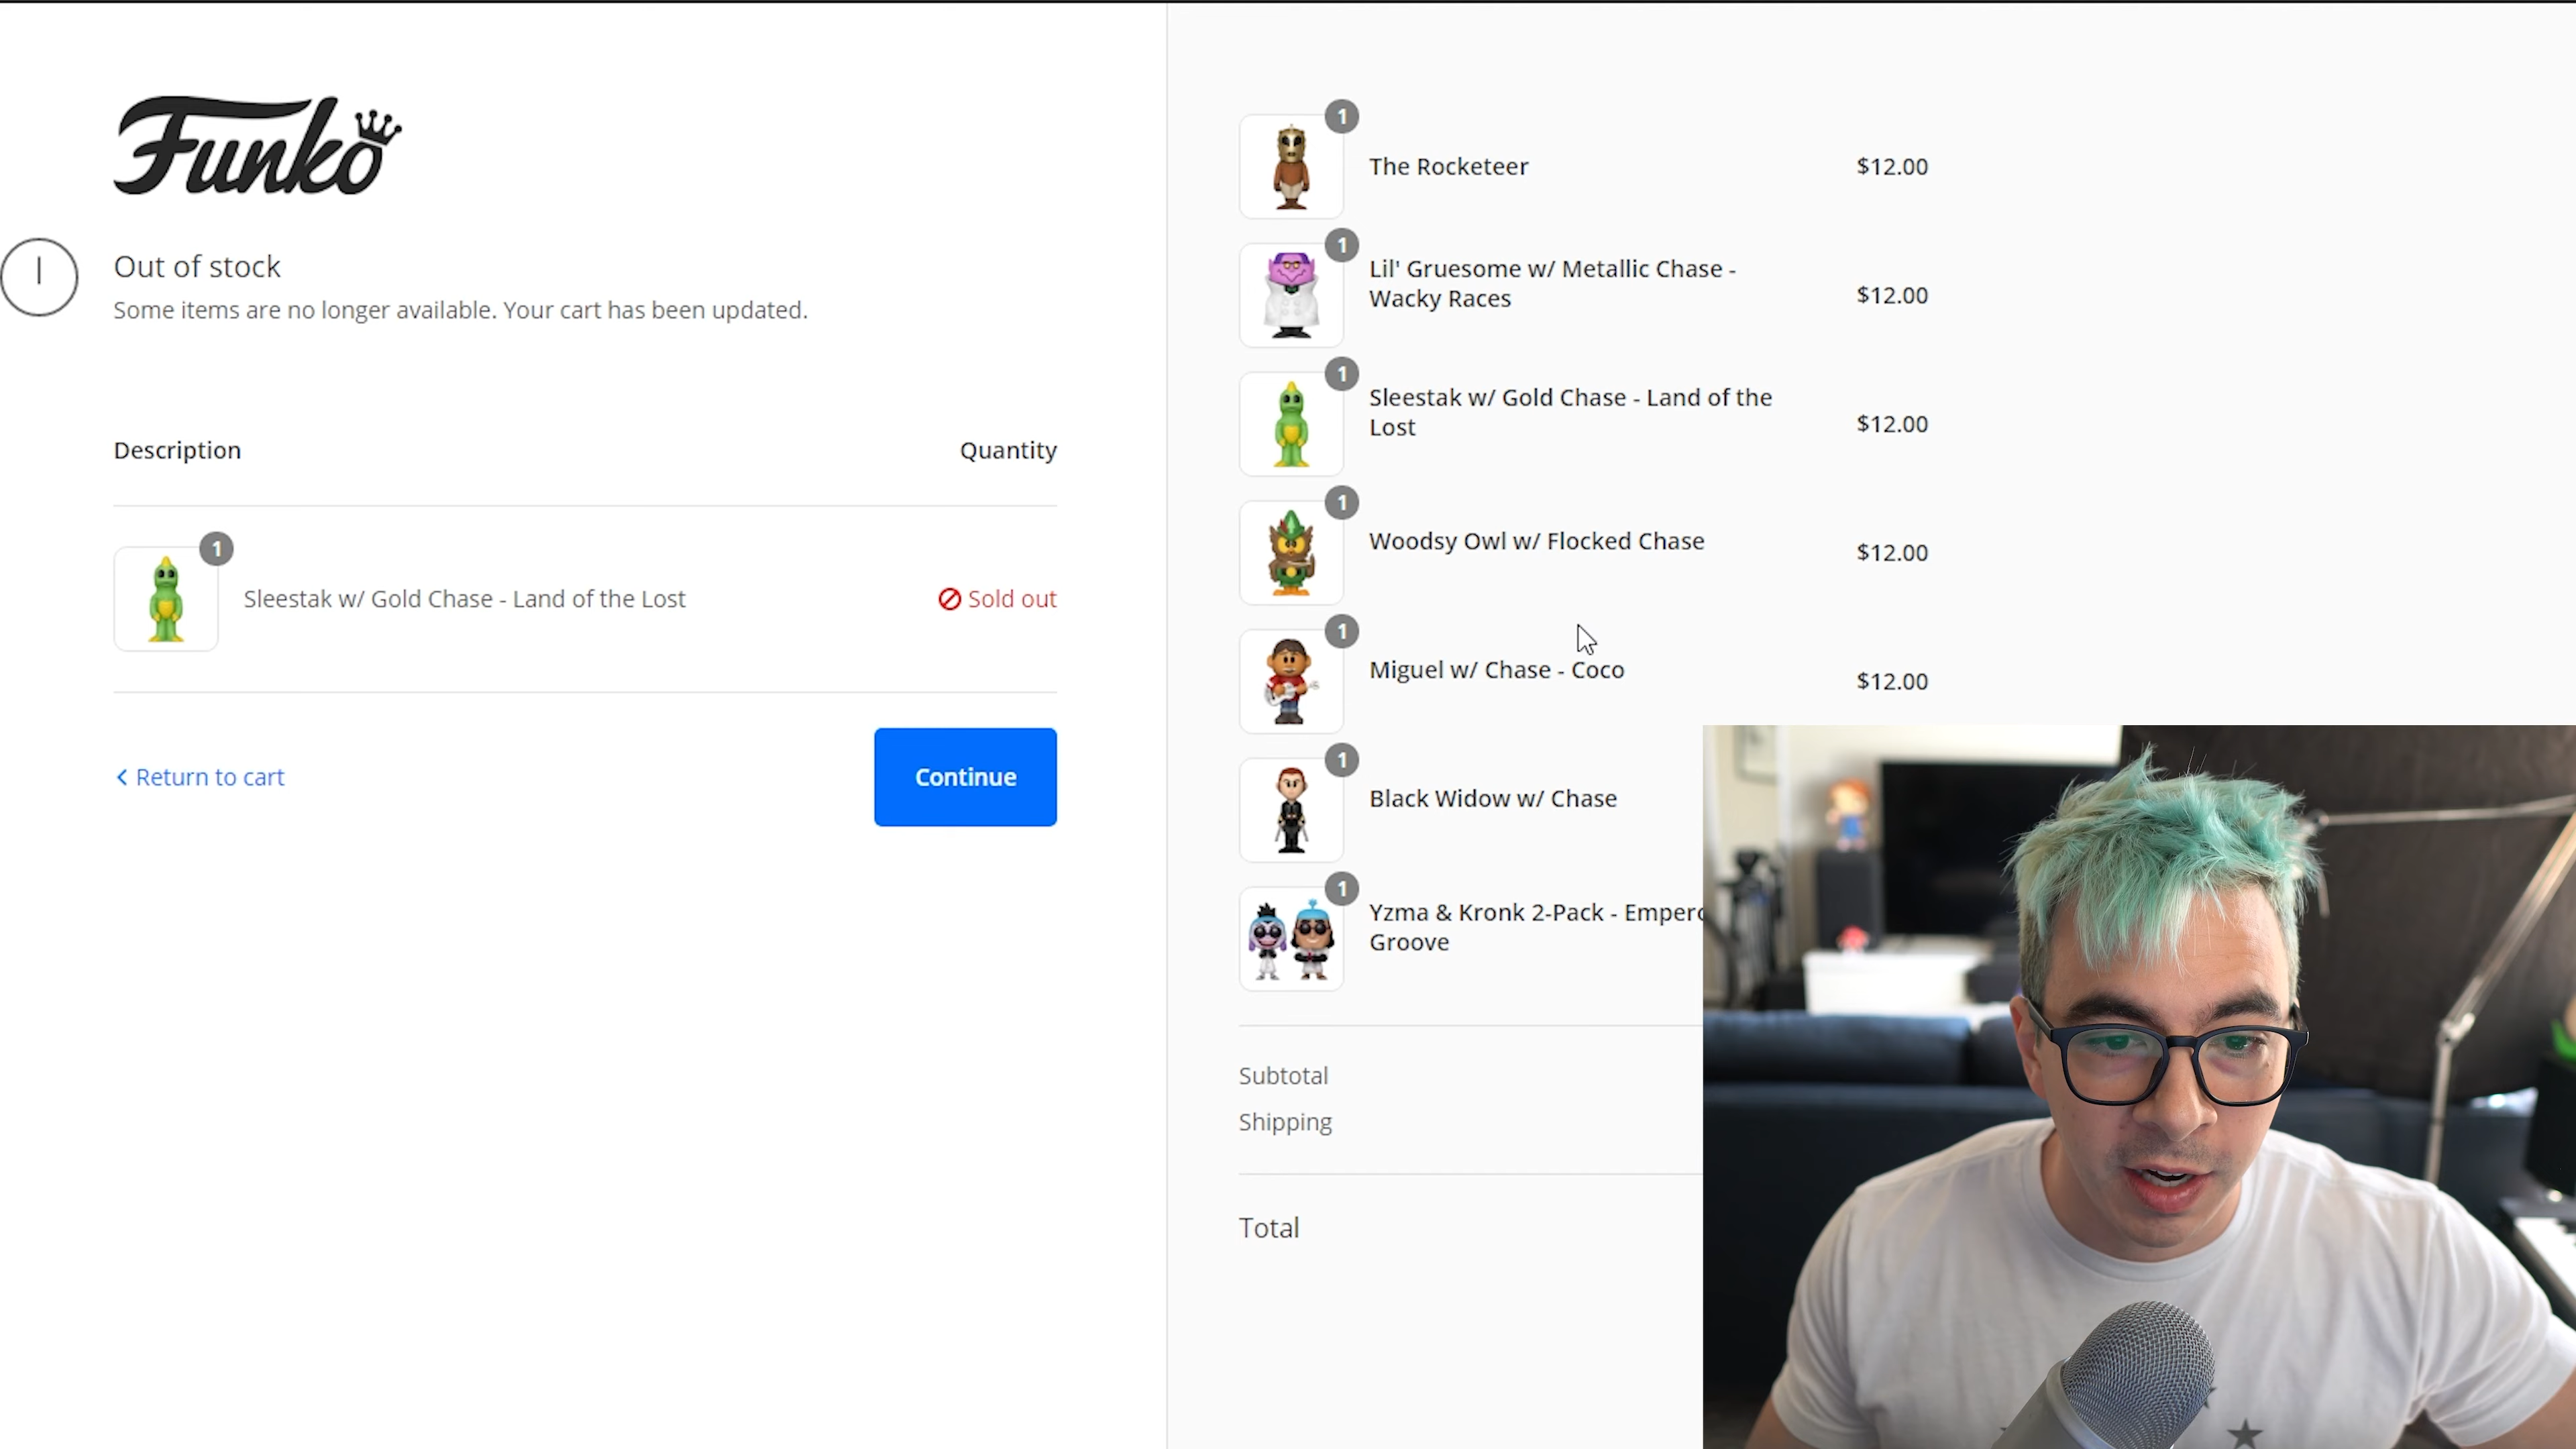 Funko
Out of stock
Some items are no longer available. Your cart has been updated.
Description Quantity
1
Sleestak w/ Gold Chase - Land of the Lost Sold out
Return to cart Continue
1
The Rocketeer $12.00
1
Lil' Gruesome w/ Metallic Chase -
Wacky Races
$12.00
1
Sleestak w/ Gold Chase - Land of the
Lost
$12.00
1
Woodsy Owl w/ Flocked Chase $12.00
1
Miguel w/ Chase - Coco $12.00
1
Black Widow w/ Chase
1
Yzma & Kronk 2-Pack -
Groove
Subtotal
Shipping
Total